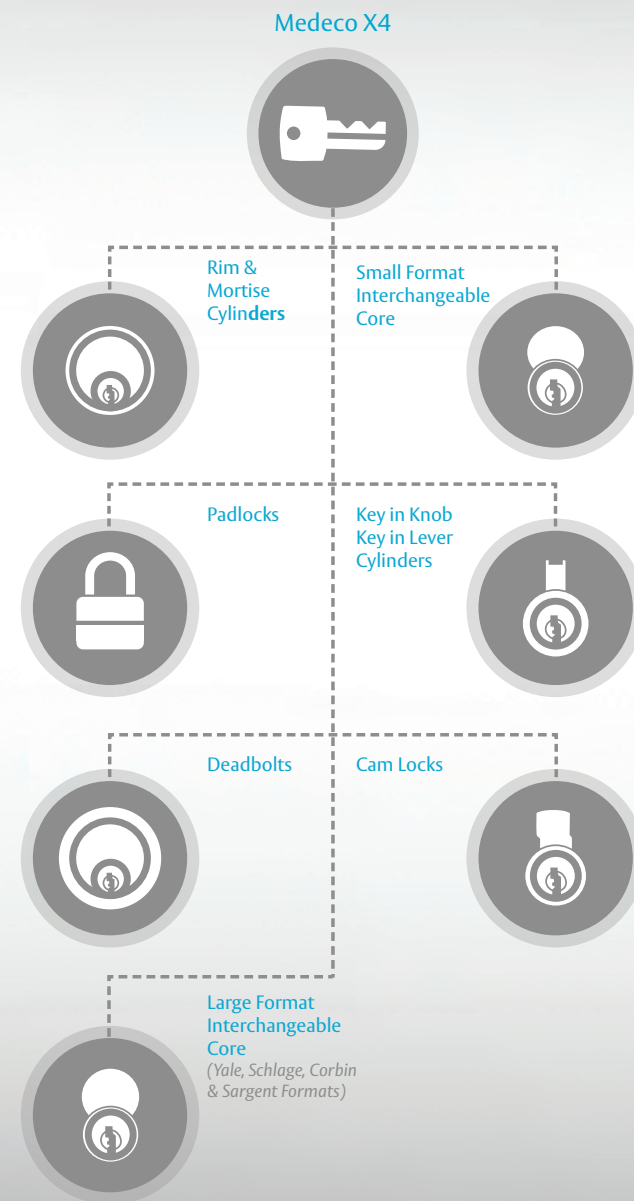 Medeco X4
Rim &
Mortise
Cylinders
Small Format
Interchangeable
Core
Padlocks
Key in Knob
Key in Lever
Cylinders
Deadbolts
Cam Locks
Large Format
Interchangeable
Core
(Yale, Schlage, Corbin
& Sargent Formats)